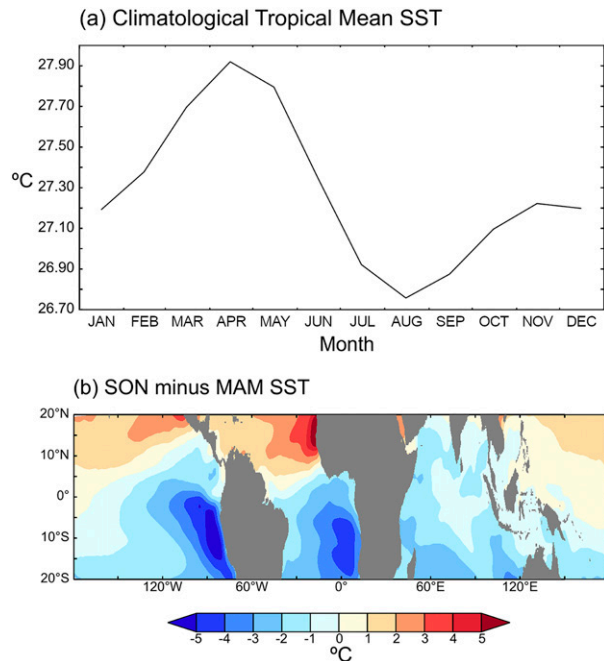 (a) Climatological Tropical Mean SST
27.90
27.70
27.50
ºC
27.30
27.10
26.90
26.70
JAN FEB MAR APR MAY JUN JUL AUG SEP OCT NOV DEC
Month
(b) SON minus MAM SST
20°N
10°N
0°
10°S
20°S
120°W 60°W 0° 60°E 120°E
-5 -4 -3 -2 -1 0 1 2 3 4 5
ºC